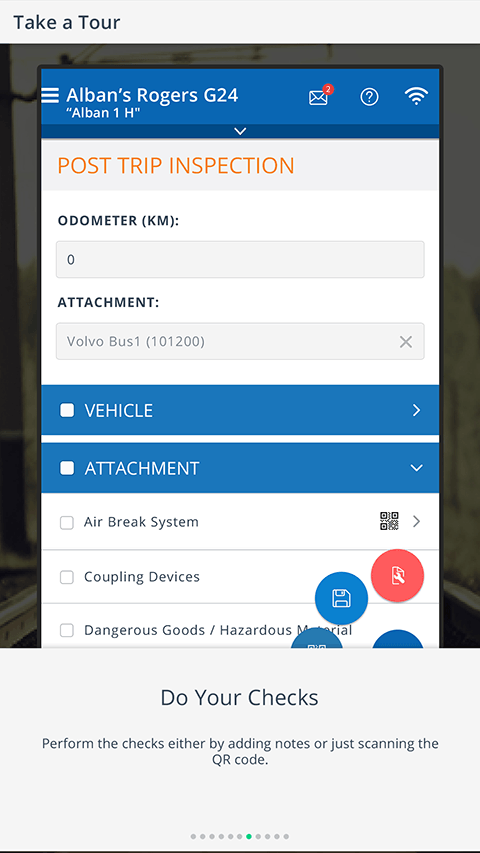 Take a Tour
Alban's Rogers G24
2
"Alban 1 H"
POST TRIP INSPECTION
ODOMETER (KM):
0
ATTACHMENT:
Volvo Bus1 (101200)
VEHICLE
ATTACHMENT
Air Break System
Coupling Devices
Dangerous Goods / Hazardous Material
Do Your Checks
Perform the checks either by adding notes or just scanning the
QR code.